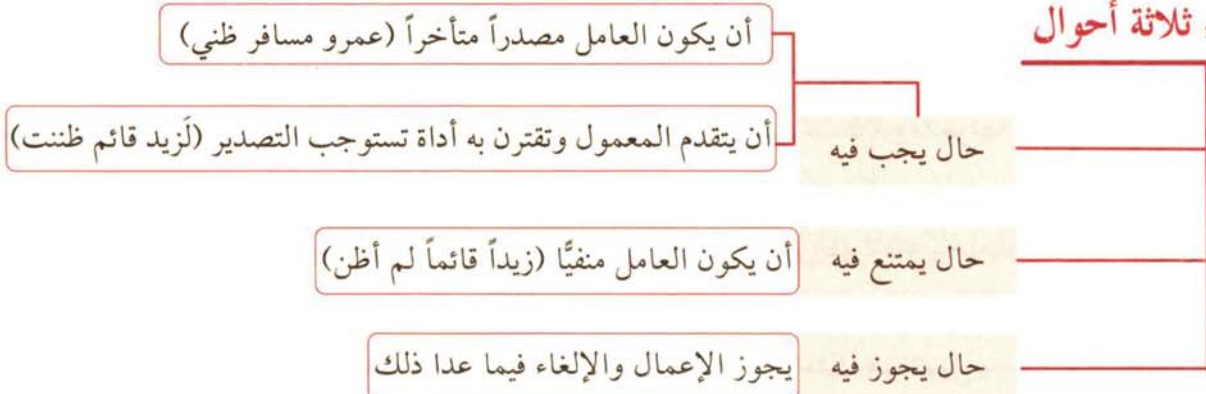 ثلاثة أحوال
أن يكون العامل مصدراً متأخراً (عمرو مسافر ظني)
حال يجب فيه
أن يتقدم المعمول وتقترن به أداة تستوجب التصدير (لَزيد قائم ظننت)
حال يمتنع فيه
أن يكون العامل منفيًّا (زيداً قائماً لم أظن)
حال يجوز فيه
يجوز الإعمال والإلغاء فيما عدا ذلك